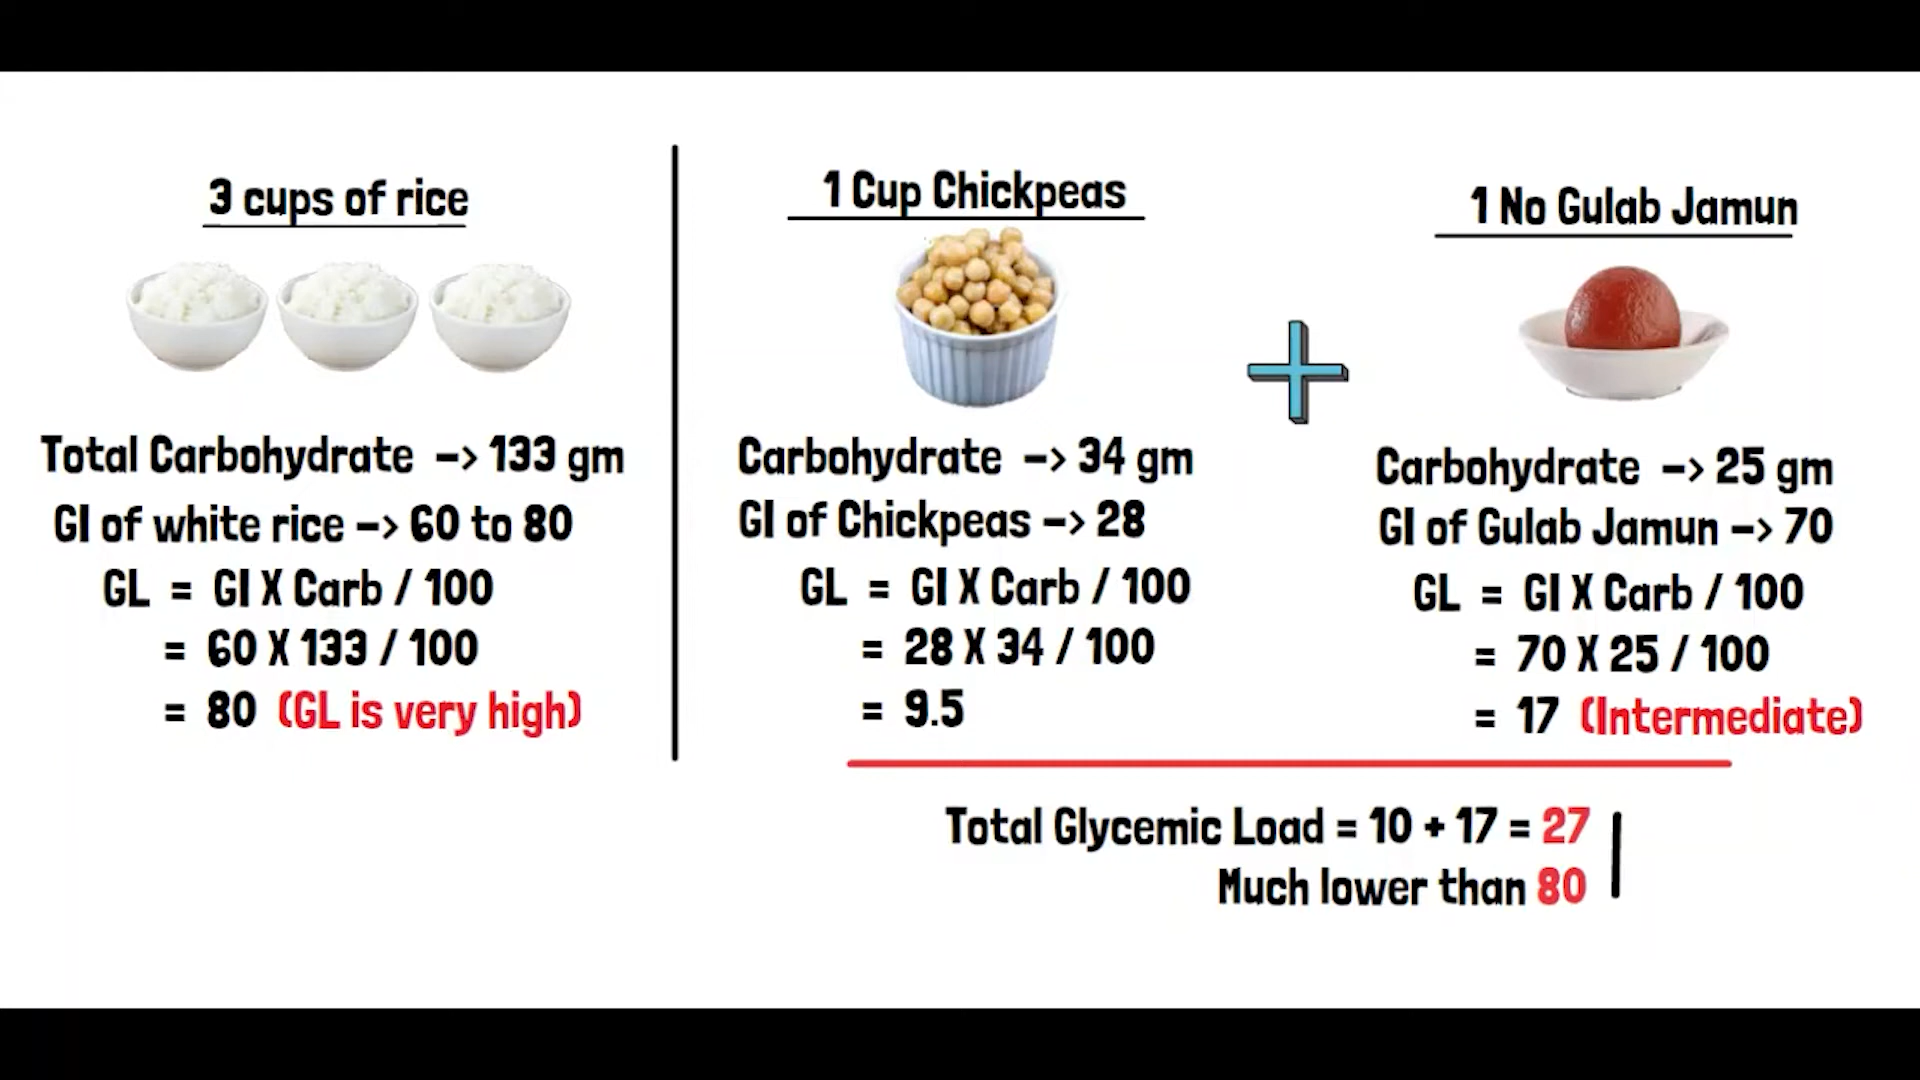 3 cups of rice
Total Carbohydrate –> 133 gm
GI of white rice –> 60 to 80
GL = GI X Carb / 100
= 60 X 133 / 100
= 80 (GL is very high)
1 Cup Chickpeas
Carbohydrate –> 34 gm
GI of Chickpeas –> 28
GL = GI X Carb / 100
= 28 X 34 / 100
= 9.5
1 No Gulab Jamun
Carbohydrate –> 25 gm
GI of Gulab Jamun –> 70
GL = GI X Carb / 100
= 70 X 25 / 100
= 17 (Intermediate)
Total Glycemic Load = 10 + 17 = 27
Much lower than 80